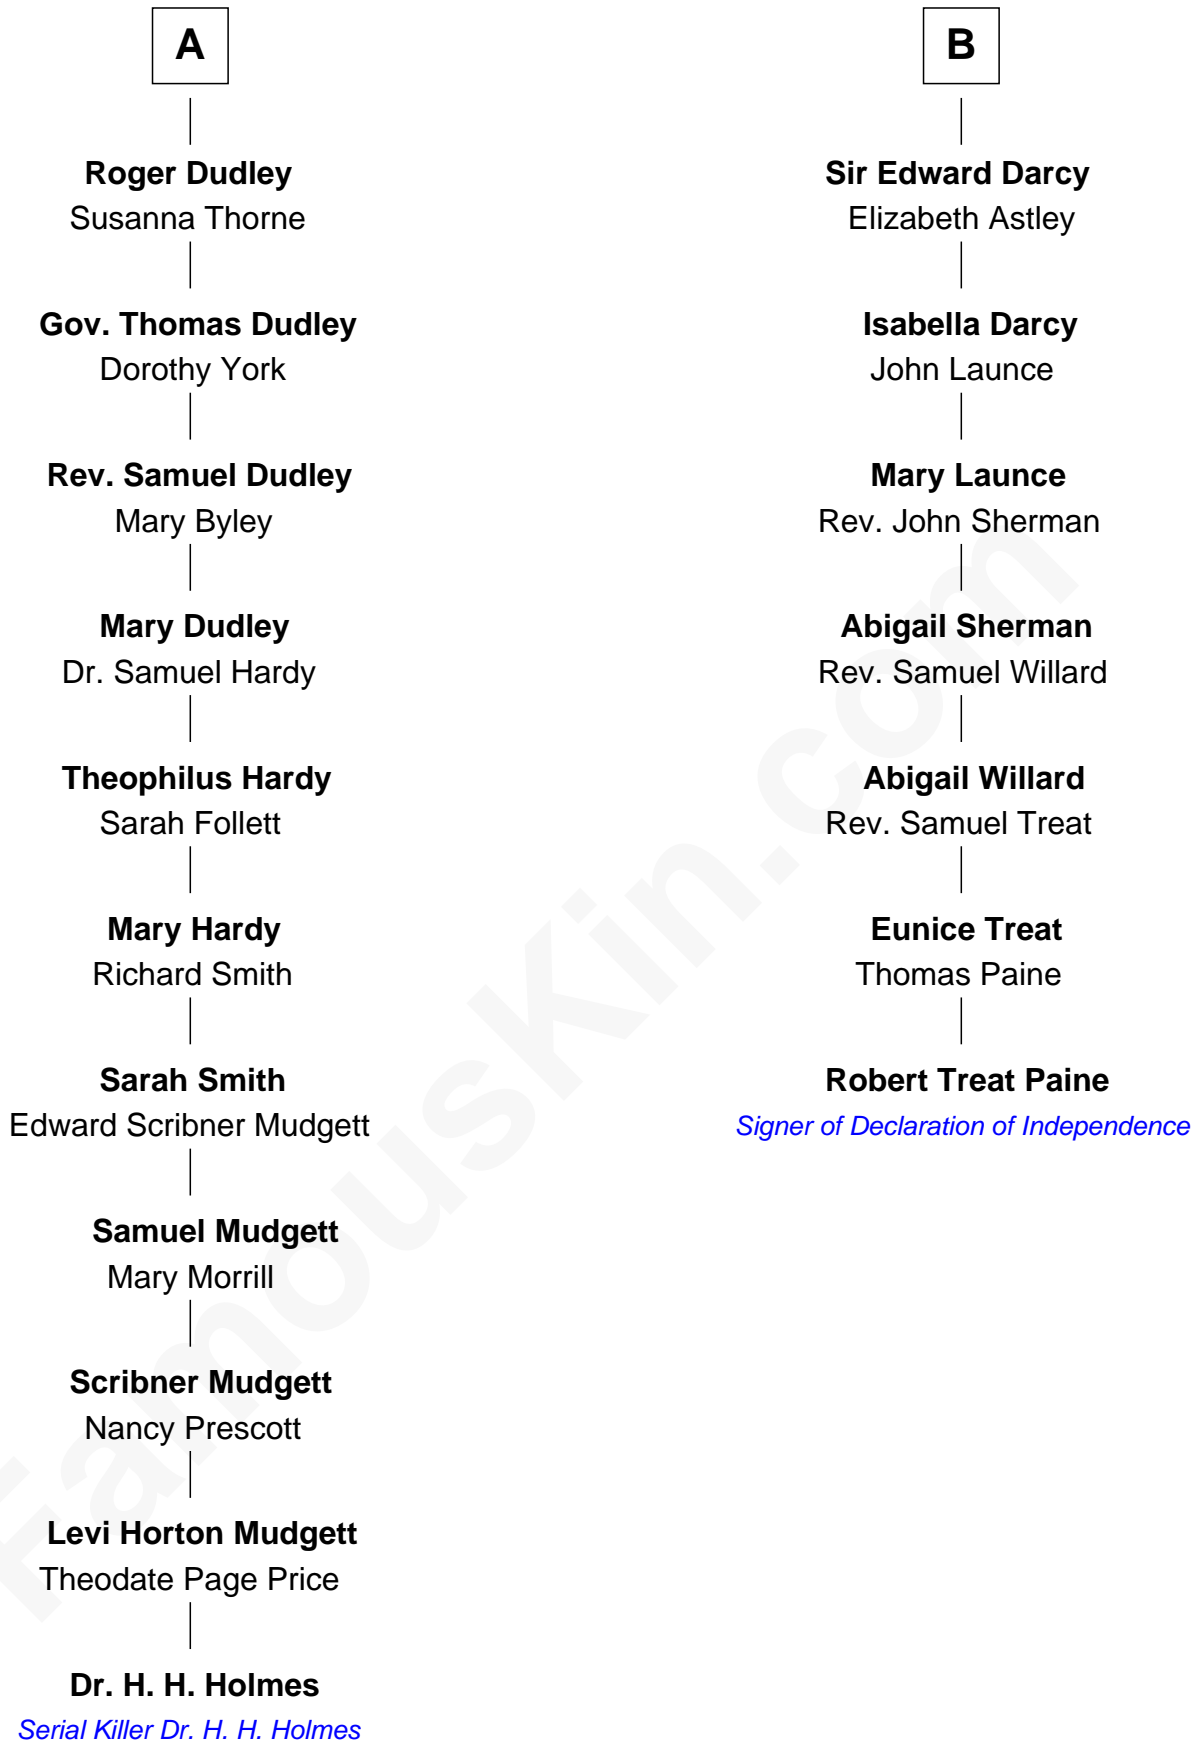 A
Roger Dudley
Susanna Thorne
Gov. Thomas Dudley
Dorothy York
Rev. Samuel Dudley
Mary Byley
Mary Dudley
Dr. Samuel Hardy
Theophilus Hardy
Sarah Follett
Mary Hardy
Richard Smith
Sarah Smith
Edward Scribner Mudgett
Samuel Mudgett
Mary Morrill
Scribner Mudgett
Nancy Prescott
Levi Horton Mudgett
Theodate Page Price
Dr. H. H. Holmes
Serial Killer Dr. H. H. Holmes
B
Sir Edward Darcy
Elizabeth Astley
Isabella Darcy
John Launce
Mary Launce
Rev. John Sherman
Abigail Sherman
Rev. Samuel Willard
Abigail Willard
Rev. Samuel Treat
Eunice Treat
Thomas Paine
Robert Treat Paine
Signer of Declaration of Independence
FamousKin.com